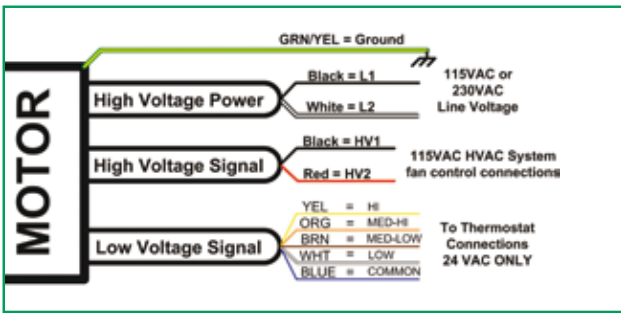 MOTOR
GRN/YEL = Ground
High Voltage Power
Black = L1
White = L2
115VAC or
230VAC
Line Voltage
High Voltage Signal
Black = HV1
Red = HV2
115VAC HVAC System
fan control connections
Low Voltage Signal
YEL = HI
ORG = MED-HI
BRN = MED-LOW
WHT = LOW
BLUE = COMMON
To Thermostat
Connections
24 VAC ONLY